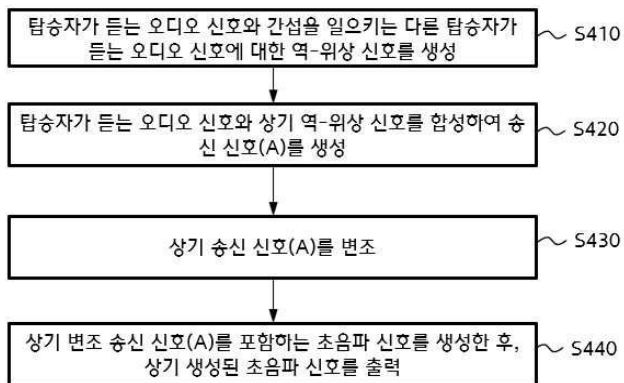 탑승자가 듣는 오디오 신호와 간섭을 일으키는 다른 탑승자가
듣는 오디오 신호에 대한 역-위상 신호를 생성
S410
탑승자가 듣는 오디오 신호와 상기 역-위상 신호를 합성하여 송
신 신호(A)를 생성
S420
상기 송신 신호(A)를 변조
S430
상기 변조 송신 신호(A)를 포함하는 초음파 신호를 생성한 후,
상기 생성된 초음파 신호를 출력
S440